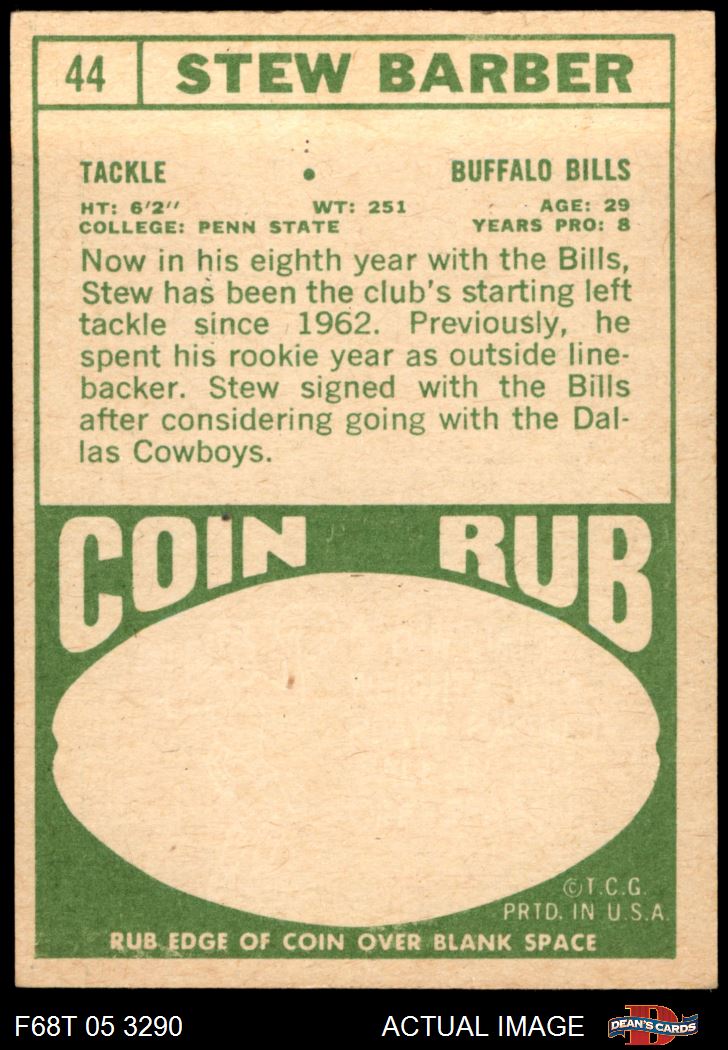 44 STEW BARBER
TACKLE • BUFFALO BILLS
HT: 6'2'' WT: 251 AGE: 29
COLLEGE: PENN STATE YEARS PRO: 8
Now in his eighth year with the Bills,
Stew has been the club's starting left
tackle since 1962. Previously, he
spent his rookie year as outside line-
backer. Stew signed with the Bills
after considering going with the Dal-
las Cowboys.
COIN RUB
©T.C.G.
PRTD. IN U.S.A.
RUB EDGE OF COIN OVER BLANK SPACE
F68T 05 3290 ACTUAL IMAGE D DEAN'S CARDS